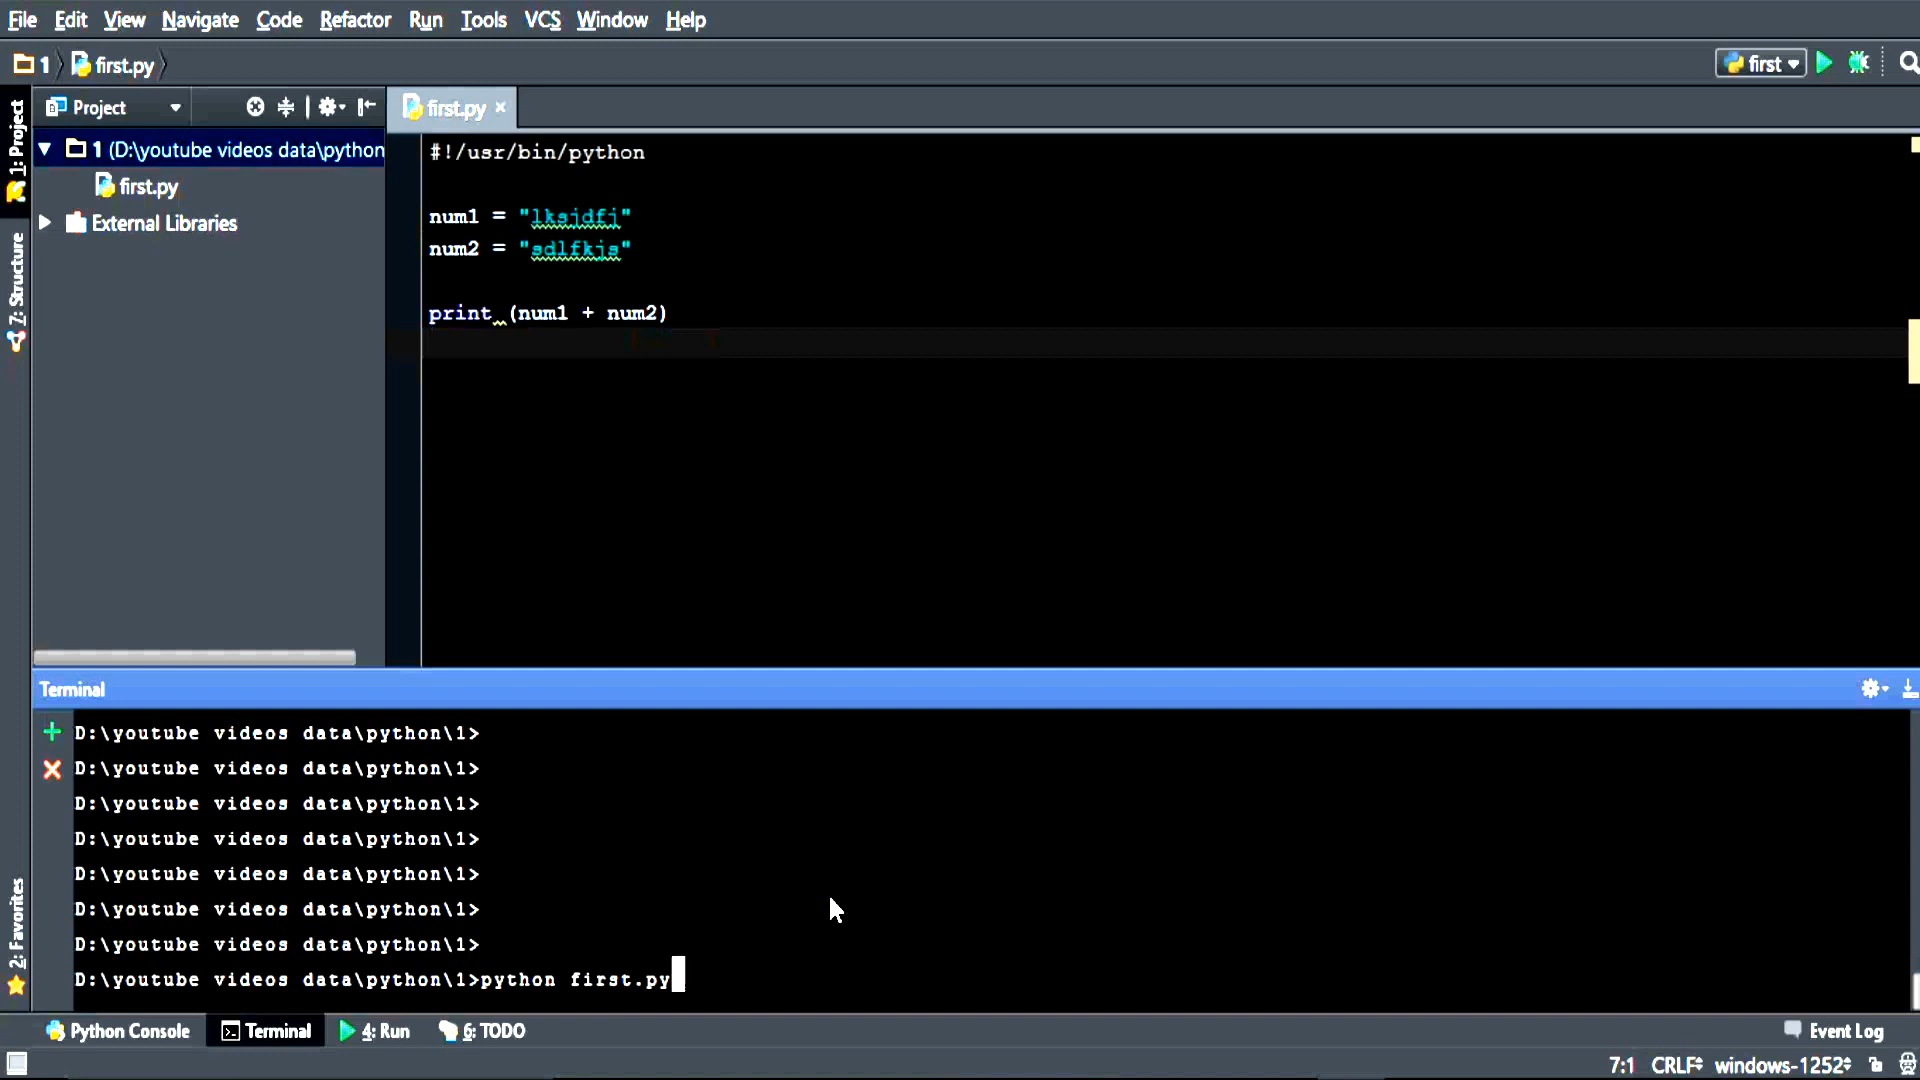 File Edit View Navigate Code Refactor Run Tools VCS Window Help
1 first.py first
1: Project
7: Structure
2: Favorites
Project
1 (D:\youtube videos data\python
first.py
External Libraries
first.py
#!/usr/bin/python
num1 = "lksjdfj"
num2 = "sdlfkjs"
print (num1 + num2)
Terminal
D:\youtube videos data\python\1>
D:\youtube videos data\python\1>
D:\youtube videos data\python\1>
D:\youtube videos data\python\1>
D:\youtube videos data\python\1>
D:\youtube videos data\python\1>
D:\youtube videos data\python\1>
D:\youtube videos data\python\1>python first.py
Python Console Terminal 4: Run 6: TODO Event Log
7:1 CRLF windows-1252